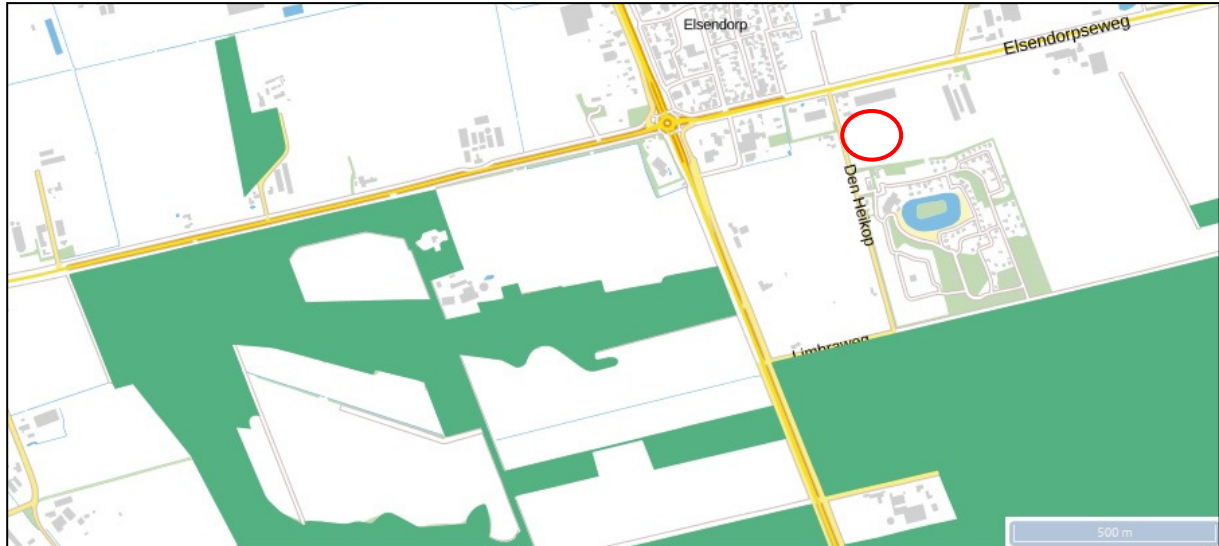 Elsendorp
Elsendorpseweg
Den Heikop
Limbraweg
500 m